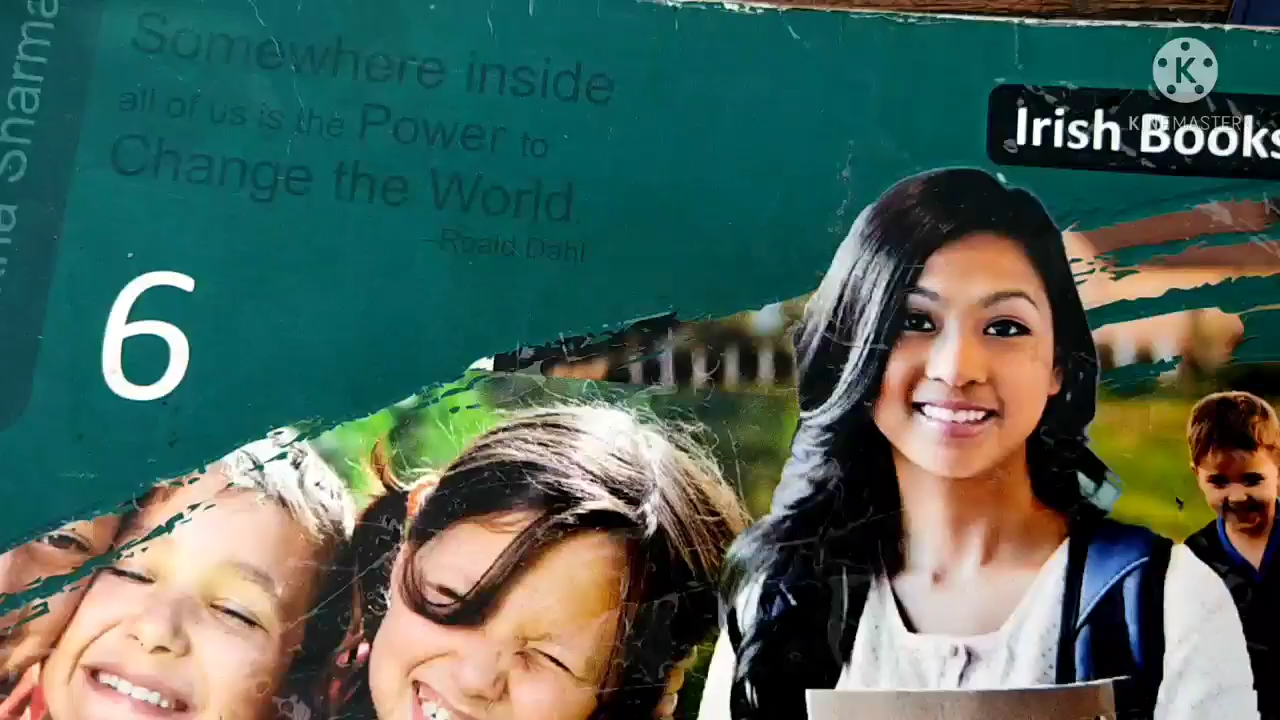 Somewhere inside
all of us is the Power to
Change the World.
–Roald Dahl
6
Irish Books
KINEMASTER
Sharma